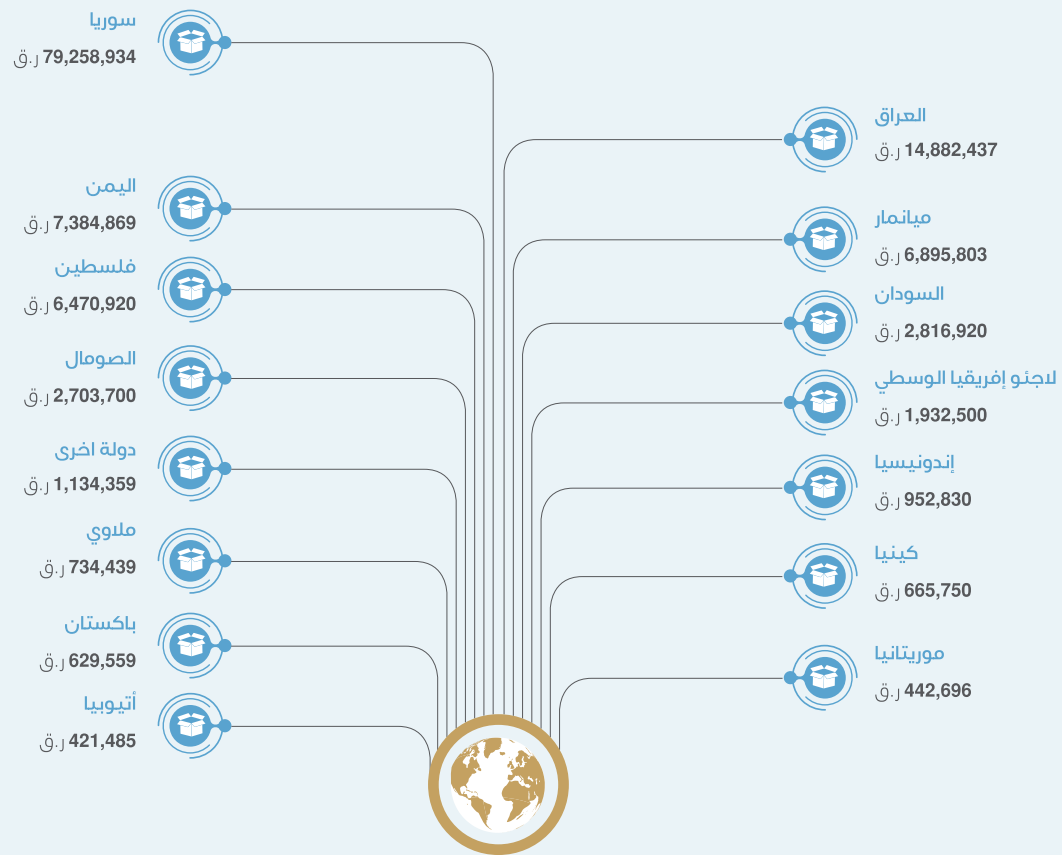 سوريا
79,258,934 ر.ق
العراق
14,882,437 ر.ق
اليمن
7,384,869 ر.ق
ميانمار
6,895,803 ر.ق
فلسطين
6,470,920 ر.ق
السودان
2,816,920 ر.ق
الصومال
2,703,700 ر.ق
لاجئو إفريقيا الوسطي
1,932,500 ر.ق
دولة اخرى
1,134,359 ر.ق
إندونيسيا
952,830 ر.ق
ملاوي
734,439 ر.ق
كينيا
665,750 ر.ق
باكستان
629,559 ر.ق
موريتانيا
442,696 ر.ق
أتيوبيا
421,485 ر.ق